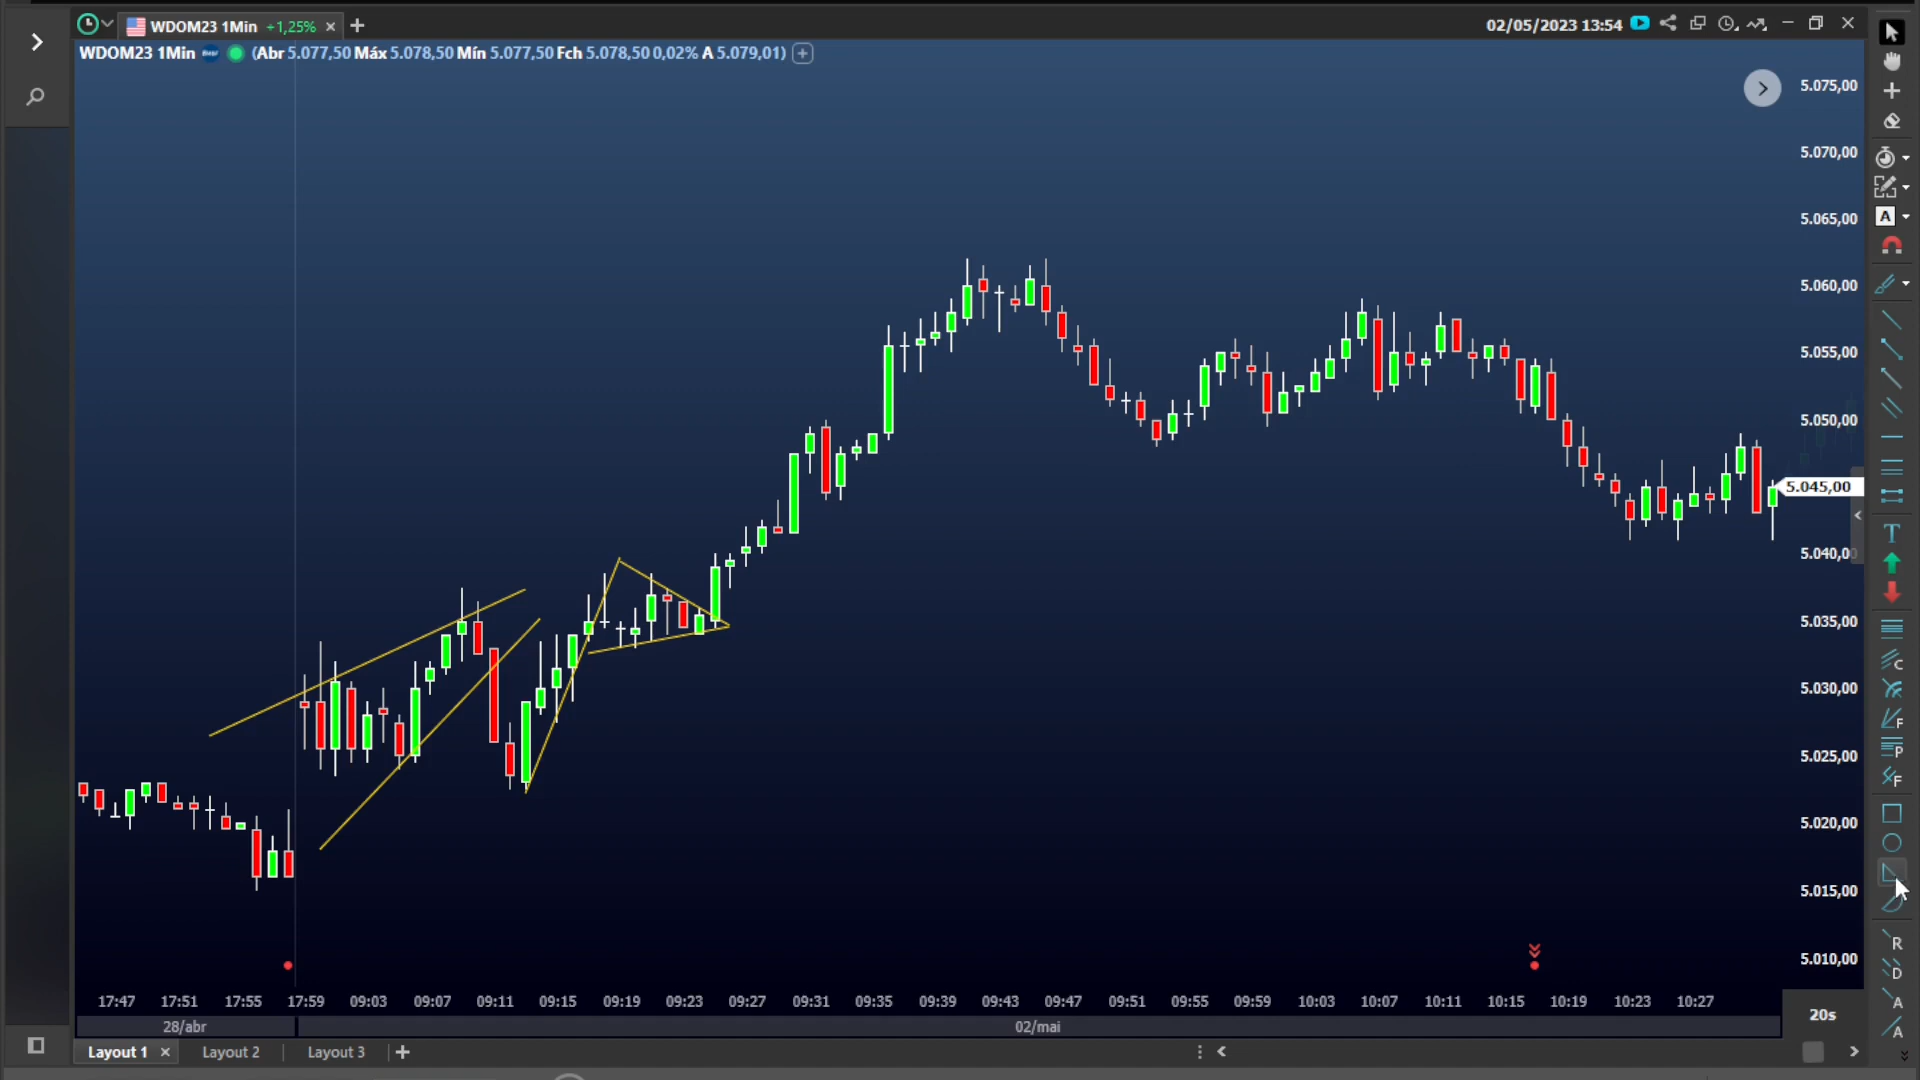 WDOM23 1Min +1,25%
02/05/2023 13:54
WDOM23 1Min (Abr 5.077,50 Máx 5.078,50 Mín 5.077,50 Fch 5.078,50 0,02% A 5.079,01)
5.075,00
5.070,00
5.065,00
A
5.060,00
5.055,00
5.050,00
5.045,00
5.040,00
T
5.035,00
C
5.030,00
F
P
5.025,00
F
5.020,00
5.015,00
R
5.010,00
D
17:47 17:51 17:55 17:59 09:03 09:07 09:11 09:15 09:19 09:23 09:27 09:31 09:35 09:39 09:43 09:47 09:51 09:55 09:59 10:03 10:07 10:11 10:15 10:19 10:23 10:27
A
20s
28/abr 02/mai
A
Layout 1 Layout 2 Layout 3